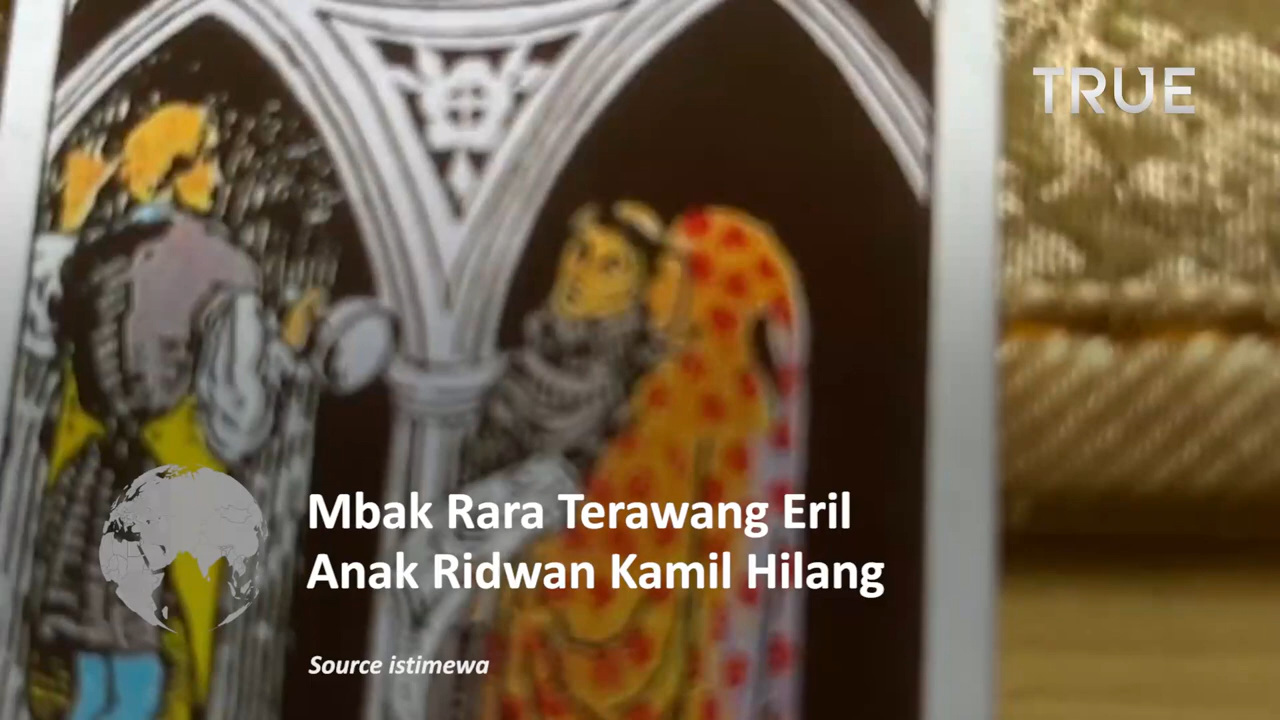 TRUE
Mbak Rara Terawang Eril
Anak Ridwan Kamil Hilang
Source istimewa